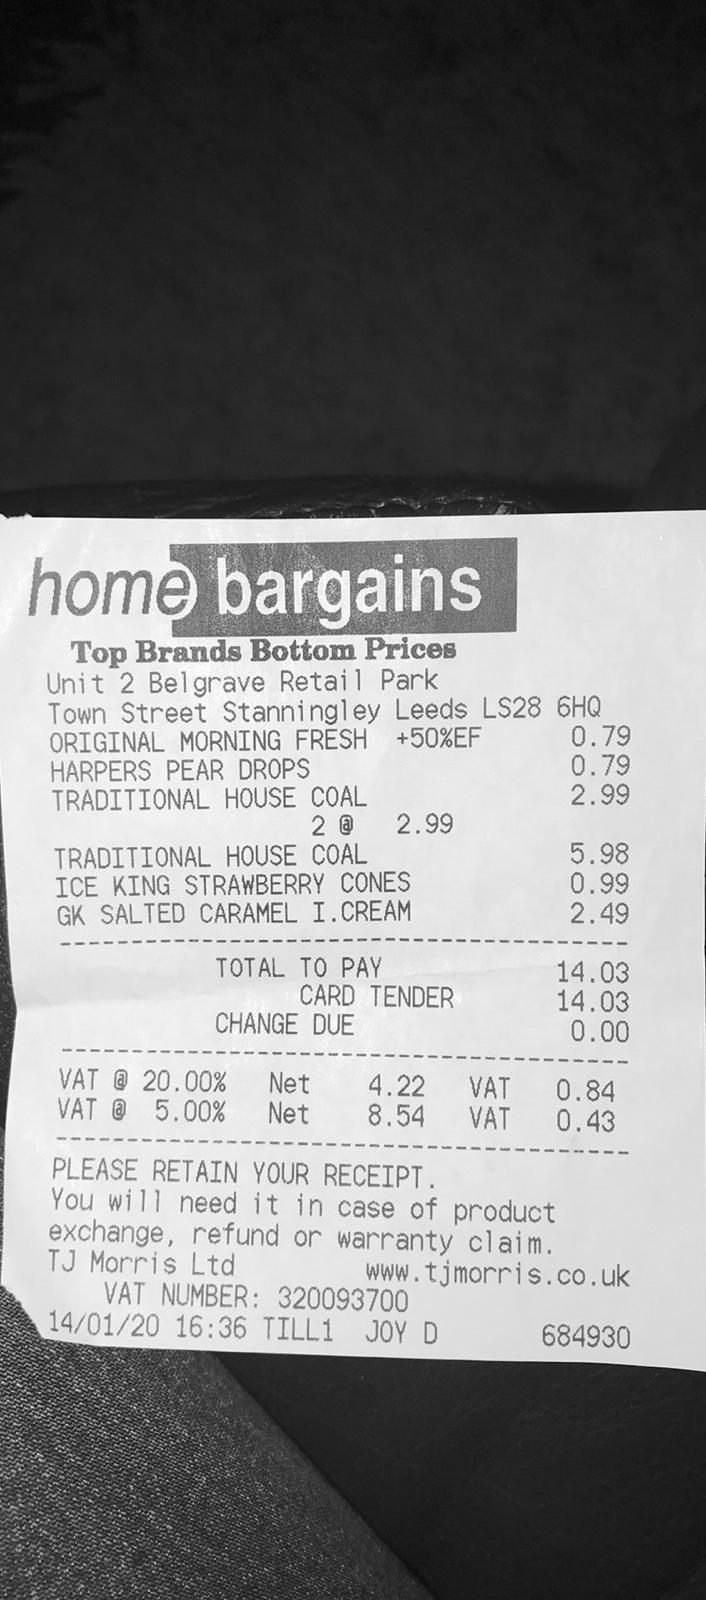 home bargains
Top Brands Bottom Prices
Unit 2 Belgrave Retail Park
Town Street Stanningley Leeds LS28 6HQ
ORIGINAL MORNING FRESH +50%EF 0.79
HARPERS PEAR DROPS 0.79
TRADITIONAL HOUSE COAL 2.99
2 @ 2.99
TRADITIONAL HOUSE COAL 5.98
ICE KING STRAWBERRY CONES 0.99
GK SALTED CARAMEL I.CREAM 2.49
TOTAL TO PAY 14.03
CARD TENDER 14.03
CHANGE DUE 0.00
VAT @ 20.00% Net 4.22 VAT 0.84
VAT @ 5.00% Net 8.54 VAT 0.43
PLEASE RETAIN YOUR RECEIPT.
You will need it in case of product
exchange, refund or warranty claim.
TJ Morris Ltd www.tjmorris.co.uk
VAT NUMBER: 320093700
14/01/20 16:36 TILL1 JOY D 684930